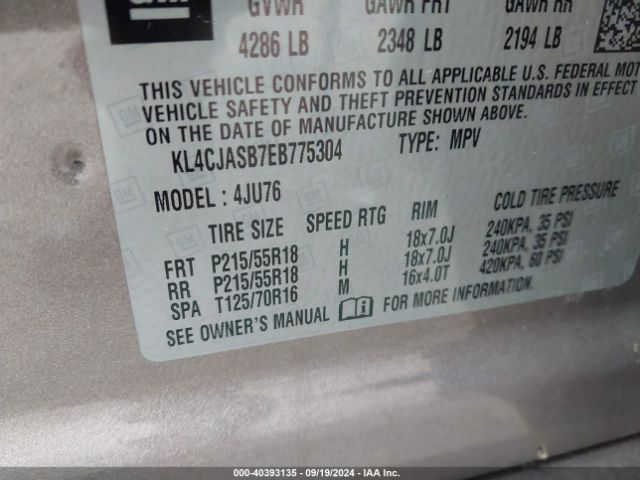 GM
GVWR GAWR FRT GAWR RR
4286 LB 2348 LB 2194 LB
THIS VEHICLE CONFORMS TO ALL APPLICABLE U.S. FEDERAL MOT
VEHICLE SAFETY AND THEFT PREVENTION STANDARDS IN EFFECT
ON THE DATE OF MANUFACTURE SHOWN ABOVE.
KL4CJASB7EB775304 TYPE: MPV
MODEL : 4JU76
TIRE SIZE SPEED RTG RIM COLD TIRE PRESSURE
FRT P215/55R18 H 18x7.0J 240KPA, 35 PSI
RR P215/55R18 H 18x7.0J 240KPA, 35 PSI
SPA T125/70R16 M 16x4.0T 420KPA, 60 PSI
SEE OWNER'S MANUAL i FOR MORE INFORMATION
000-40393135 - 09/19/2024 - IAA Inc.